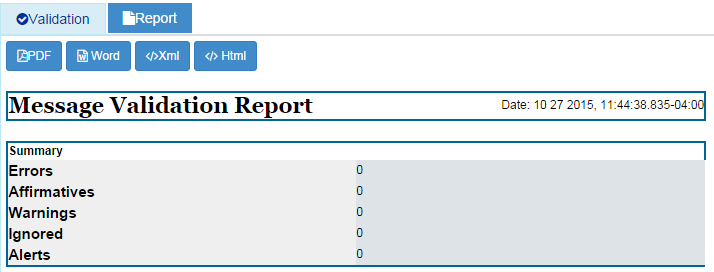 Validation Report
PDF Word </>Xml </> Html
Message Validation Report Date: 10 27 2015, 11:44:38.835-04:00
Summary
Errors 0
Affirmatives 0
Warnings 0
Ignored 0
Alerts 0